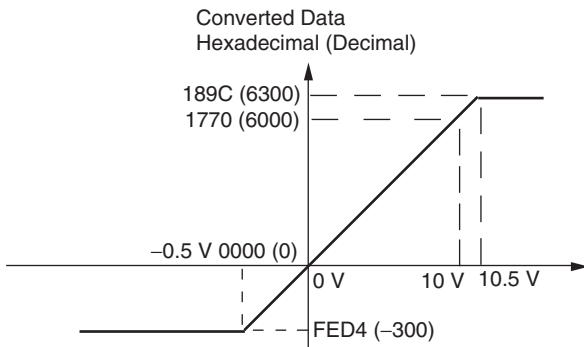 Converted Data
Hexadecimal (Decimal)
189C (6300)
1770 (6000)
−0.5 V 0000 (0)
0 V
10 V
10.5 V
FED4 (−300)